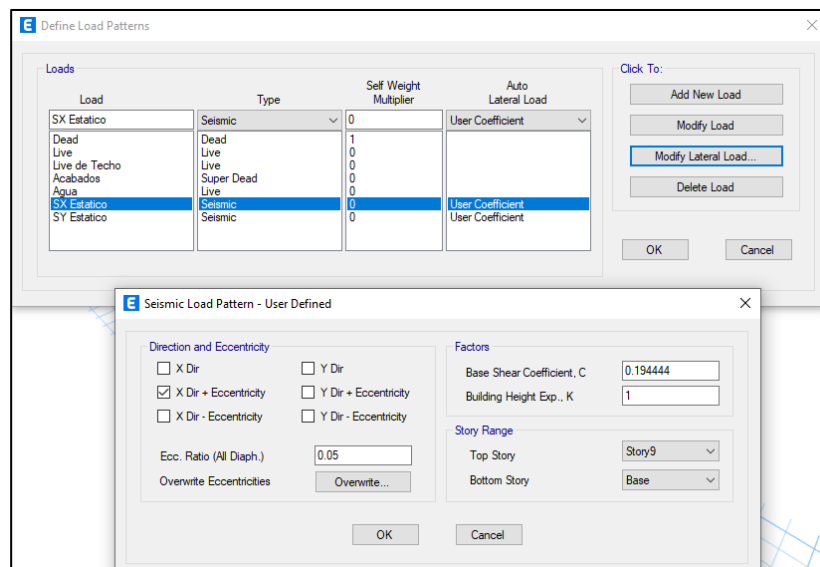 E Define Load Patterns
Loads
Click To:
Load Type Self Weight Multiplier Auto Lateral Load
SX Estatico Seismic 0 User Coefficient
Dead Dead 1
Live Live 0
Live de Techo Live 0
Acabados Super Dead 0
Agua Live 0
SX Estatico Seismic 0 User Coefficient
SY Estatico Seismic 0 User Coefficient
Add New Load
Modify Load
Modify Lateral Load...
Delete Load
OK Cancel
E Seismic Load Pattern - User Defined
Direction and Eccentricity
X Dir Y Dir
X Dir + Eccentricity Y Dir + Eccentricity
X Dir - Eccentricity Y Dir - Eccentricity
Ecc. Ratio (All Diaph.) 0.05
Overwrite Eccentricities Overwrite...
Factors
Base Shear Coefficient, C 0.194444
Building Height Exp., K 1
Story Range
Top Story Story9
Bottom Story Base
OK Cancel